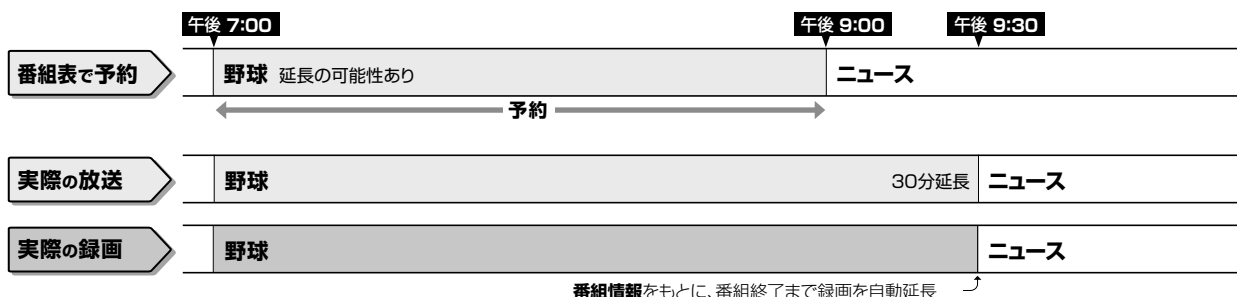 午後 7:00 午後 9:00 午後 9:30
番組表で予約 野球 延長の可能性あり ニュース
予約
実際の放送 野球 30分延長 ニュース
実際の録画 野球 ニュース
番組情報をもとに、番組終了まで録画を自動延長